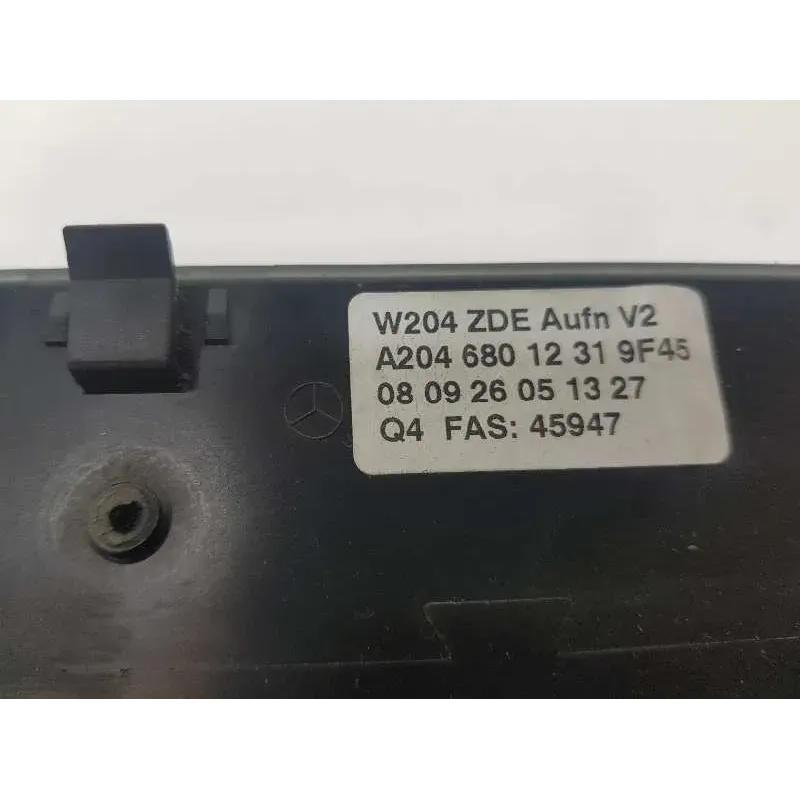 W204 ZDE Aufn V2
A204 680 12 31 9F45
08 09 26 05 13 27
Q4 FAS: 45947